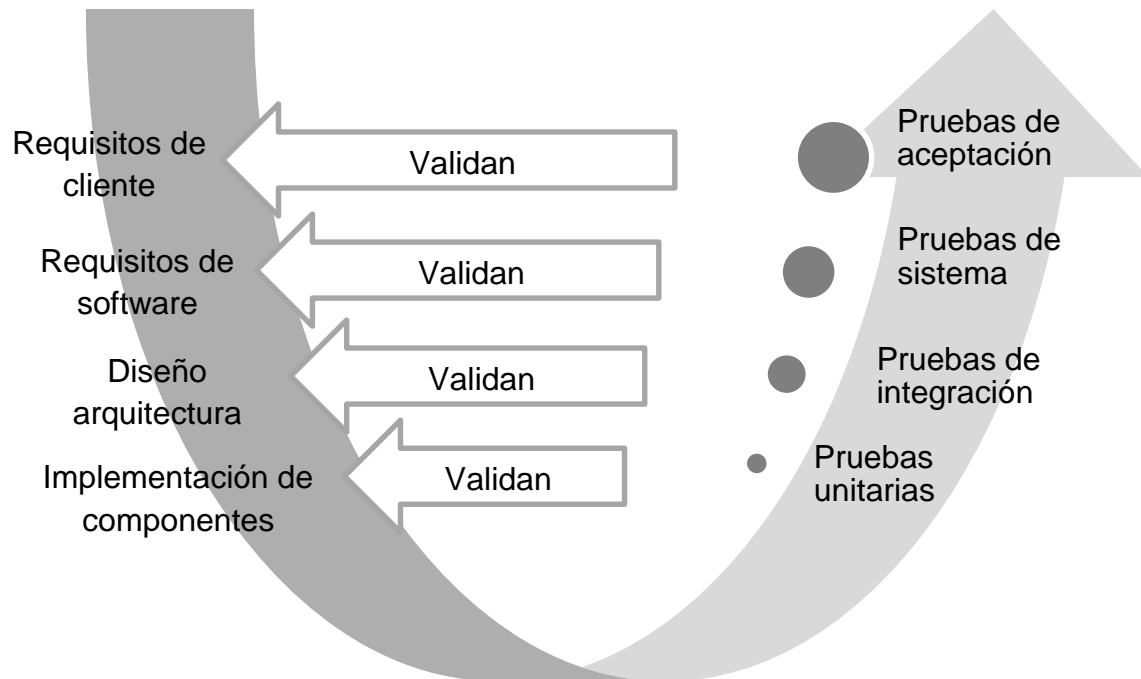 Requisitos de
cliente
Validan
Pruebas de
aceptación
Requisitos de
software
Validan
Pruebas de
sistema
Diseño
arquitectura
Validan
Pruebas de
integración
Implementación de
componentes
Validan
Pruebas
unitarias